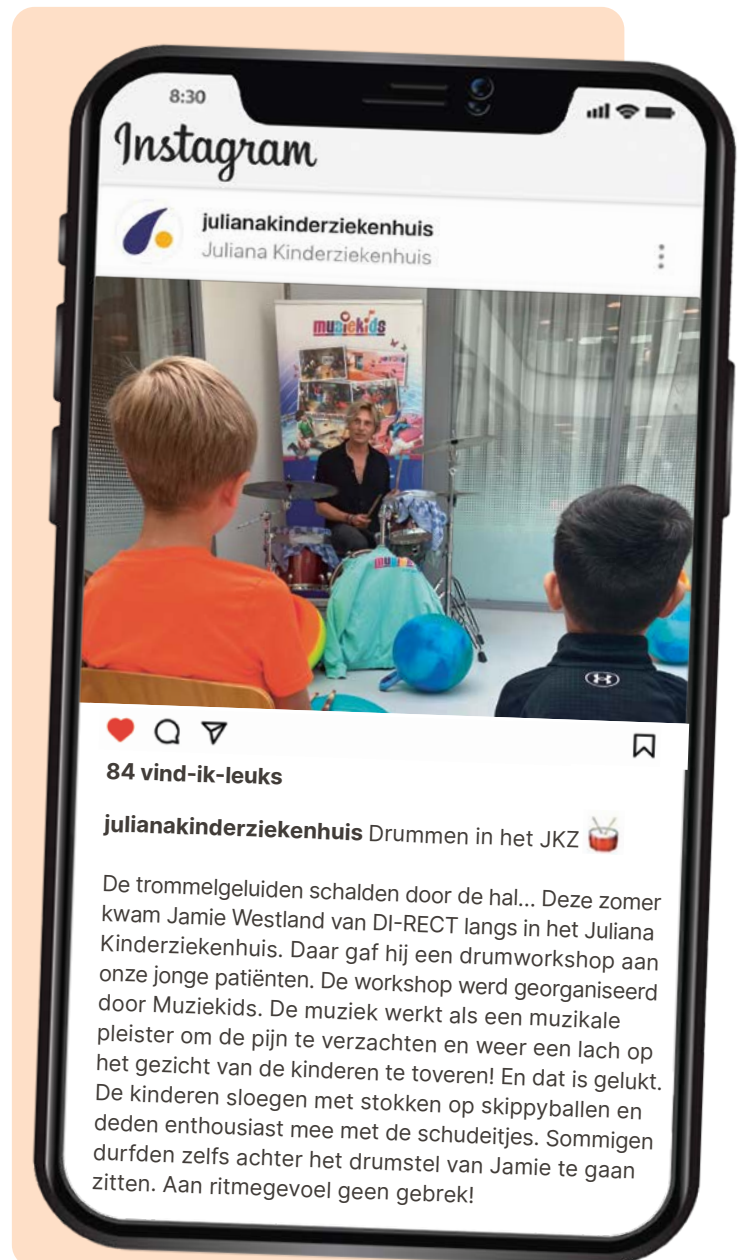 8:30
Instagram
julianakinderziekenhuis
Juliana Kinderziekenhuis
muziekids
muziekids
84 vind-ik-leuks
julianakinderziekenhuis Drummen in het JKZ
De trommelgeluiden schalden door de hal... Deze zomer
kwam Jamie Westland van DI-RECT langs in het Juliana
Kinderziekenhuis. Daar gaf hij een drumworkshop aan
onze jonge patiënten. De workshop werd georganiseerd
door Muziekids. De muziek werkt als een muzikale
pleister om de pijn te verzachten en weer een lach op
het gezicht van de kinderen te toveren! En dat is gelukt.
De kinderen sloegen met stokken op skippyballen en
deden enthousiast mee met de schudeitjes. Sommigen
durfden zelfs achter het drumstel van Jamie te gaan
zitten. Aan ritmegevoel geen gebrek!